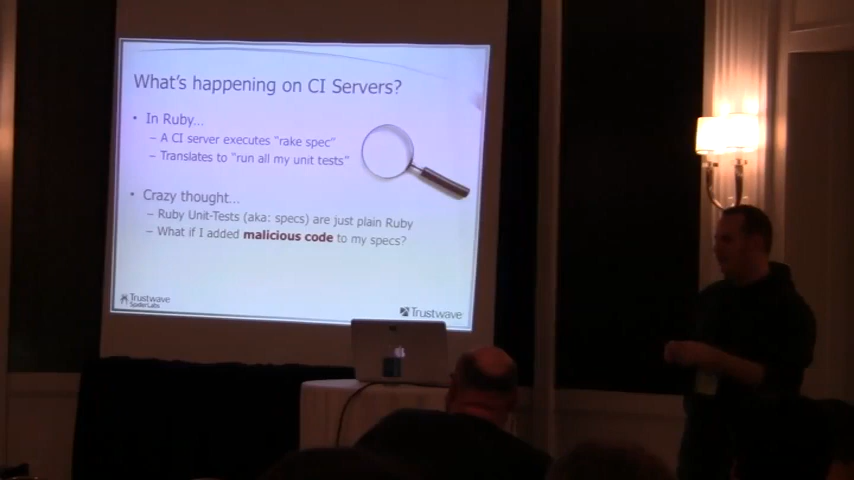 What's happening on CI Servers?
• In Ruby...
– A CI server executes "rake spec"
– Translates to "run all my unit tests"
• Crazy thought...
– Ruby Unit-Tests (aka: specs) are just plain Ruby
– What if I added malicious code to my specs?
Trustwave
SpiderLabs
Trustwave